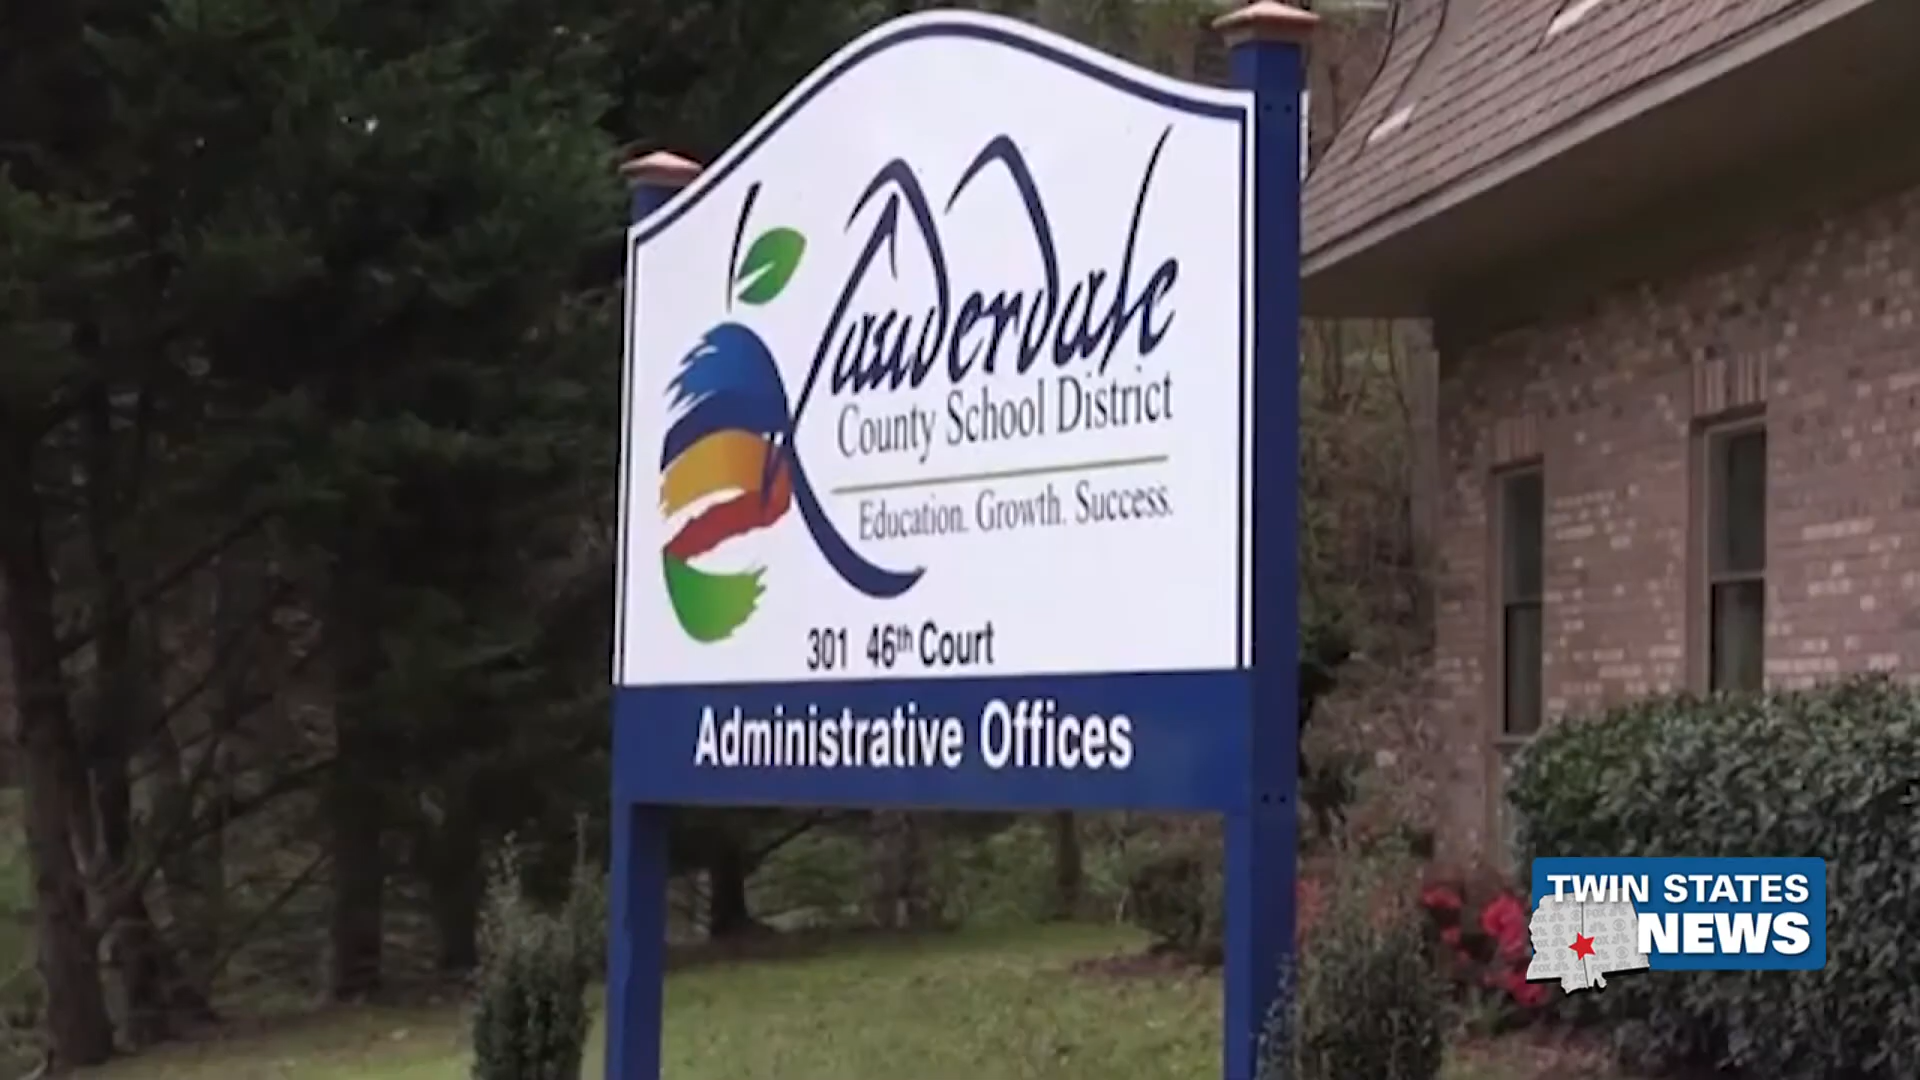 Lauderdale
County School District
Education. Growth. Success.
301 46th Court
Administrative Offices
TWIN STATES
NEWS